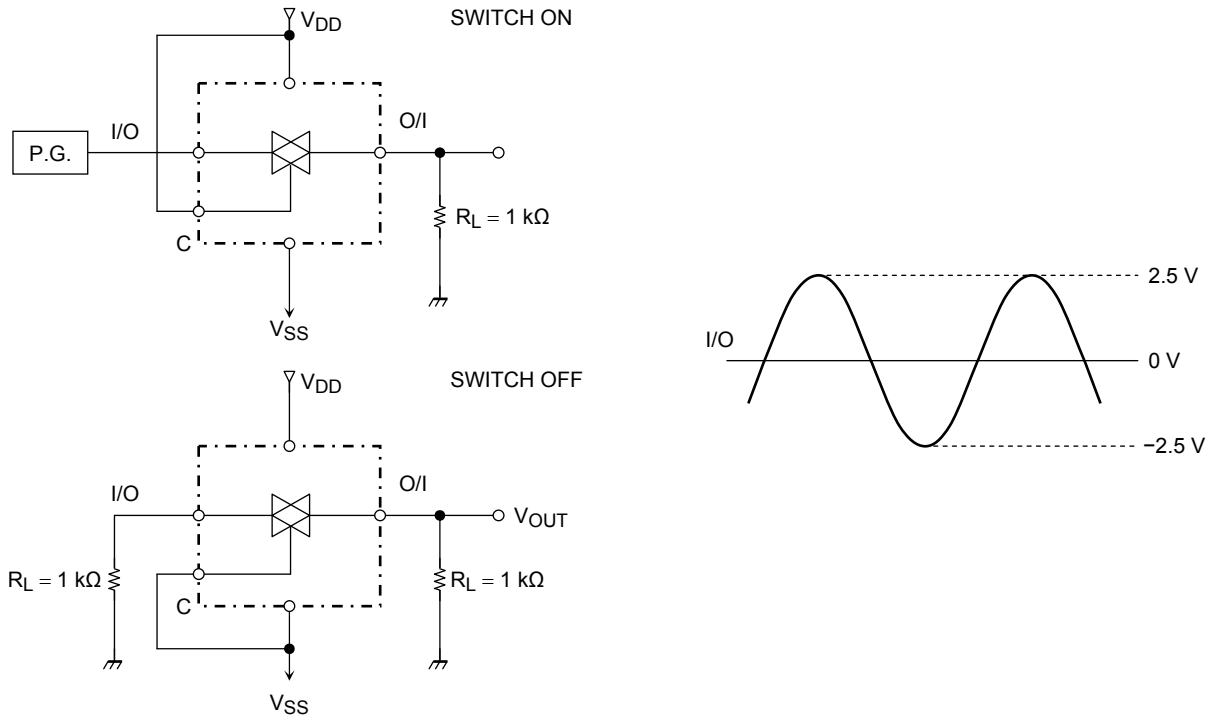 VDD
SWITCH ON
I/O
O/I
P.G.
RL = 1 kΩ
C
VSS
2.5 V
I/O
0 V
−2.5 V
VDD
SWITCH OFF
I/O
O/I
VOUT
RL = 1 kΩ
RL = 1 kΩ
C
VSS